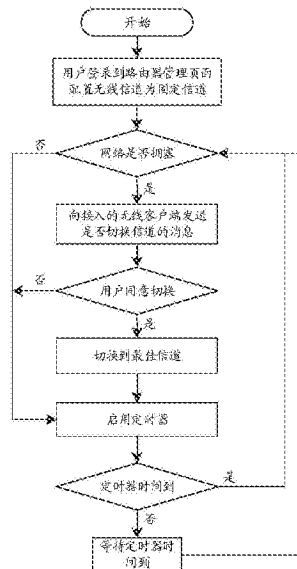 开始
用户登录到路由器管理页面
配置无线信道为固定信道
否
网络是否拥塞
是
向接入的无线客户端发送
是否切换信道的消息
否
用户同意切换
是
切换到最佳信道
启用定时器
定时器时间到
是
否
等待定时器时
间到